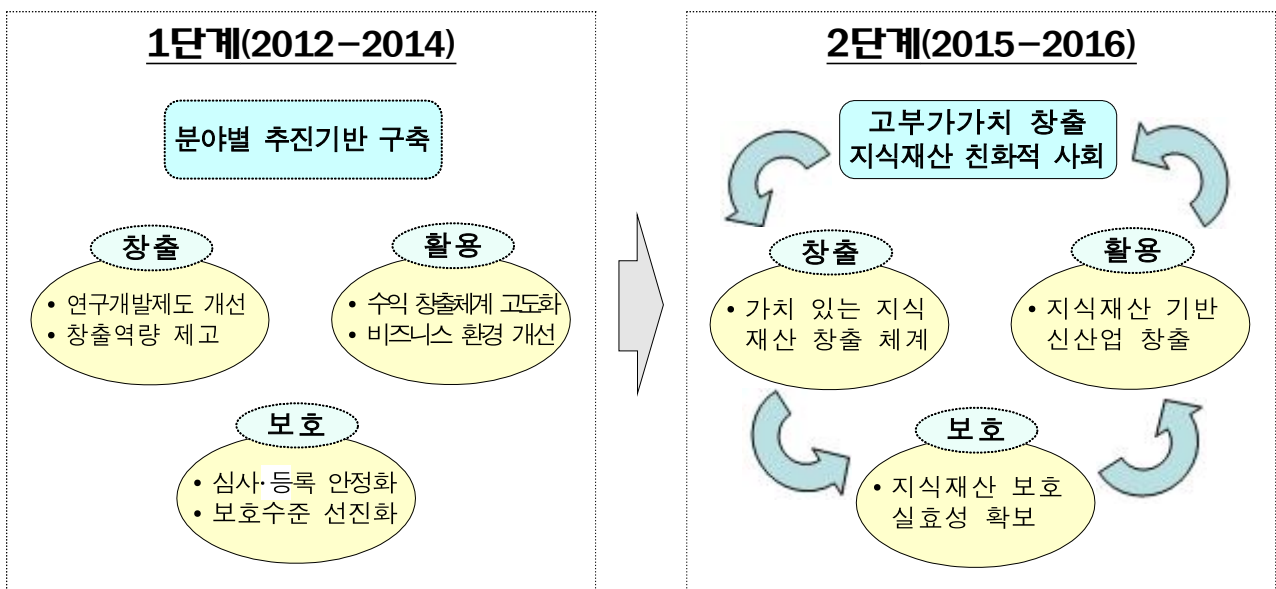 1단계(2012-2014)
분야별 추진기반 구축
창출
• 연구개발제도 개선
• 창출역량 제고
활용
• 수익 창출체계 고도화
• 비즈니스 환경 개선
보호
• 심사·등록 안정화
• 보호수준 선진화
2단계(2015-2016)
고부가가치 창출
지식재산 친화적 사회
창출
• 가치 있는 지식
재산 창출 체계
활용
• 지식재산 기반
신산업 창출
보호
• 지식재산 보호
실효성 확보